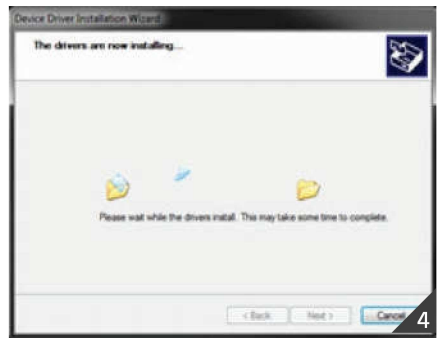 Device Driver Installation Wizard
The drivers are now installing...
Please wait while the drivers install. This may take some time to complete.
< Back Next > Cancel
4